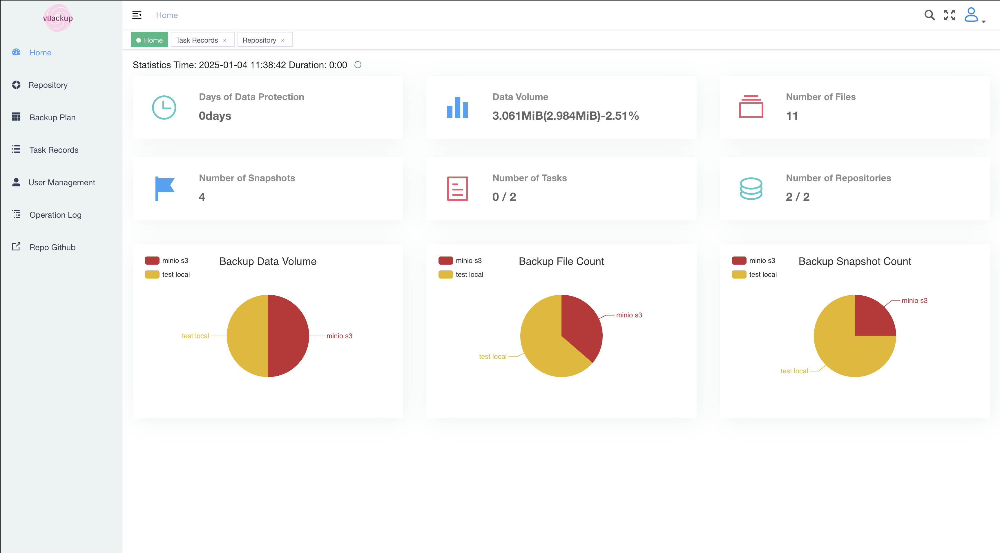 vBackup
Home
Home
Task Records ×
Repository ×
Home
Repository
Backup Plan
Task Records
User Management
Operation Log
Repo Github
Statistics Time: 2025-01-04 11:38:42 Duration: 0:00
Days of Data Protection
0days
Data Volume
3.061MiB(2.984MiB)-2.51%
Number of Files
11
Number of Snapshots
4
Number of Tasks
0 / 2
Number of Repositories
2 / 2
Backup Data Volume
minio s3
test local
test local
minio s3
Backup File Count
minio s3
test local
minio s3
test local
Backup Snapshot Count
minio s3
test local
minio s3
test local